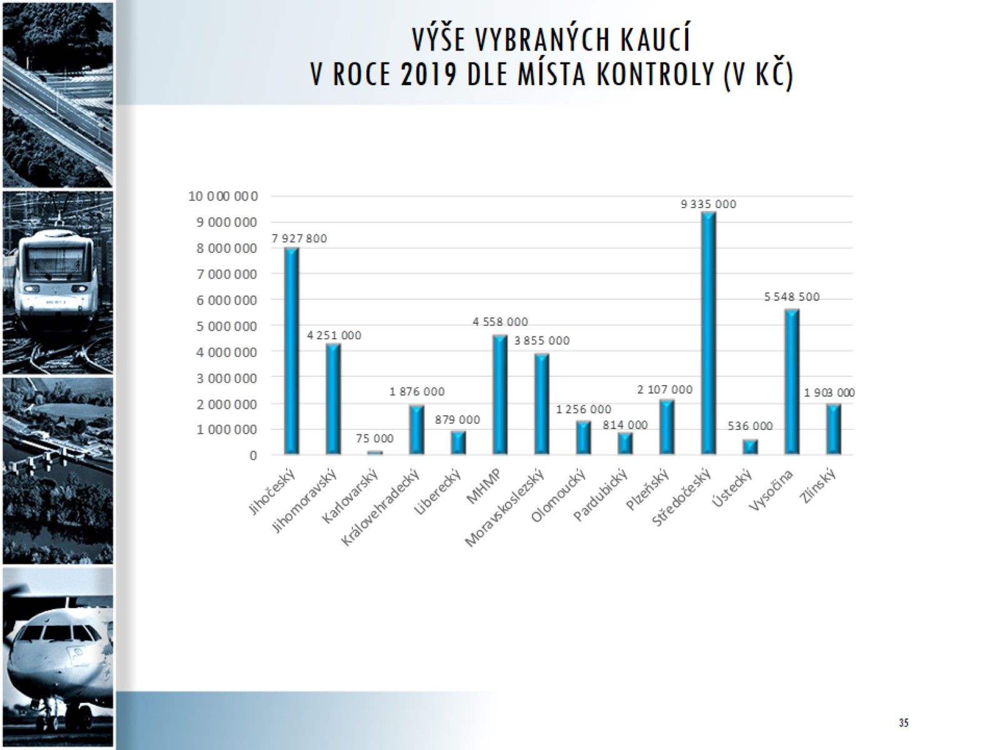 VÝŠE VYBRANÝCH KAUCÍ
V ROCE 2019 DLE MÍSTA KONTROLY (V KČ)
10 000 000
9 000 000
8 000 000
7 000 000
6 000 000
5 000 000
4 000 000
3 000 000
2 000 000
1 000 000
0
7 927 800
4 251 000
75 000
1 876 000
879 000
4 558 000
3 855 000
1 256 000
814 000
2 107 000
9 335 000
536 000
5 548 500
1 903 000
Jihočeský
Jihomoravský
Karlovarský
Královehradecký
Liberecký
MHMP
Moravskoslezský
Olomoucký
Pardubický
Plzeňský
Středočeský
Ústecký
Vysočina
Zlínský
35